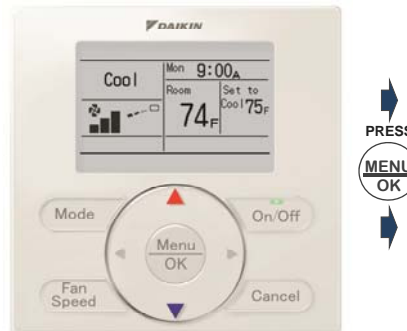 DAIKIN
Cool
Mon 9:00A
Room
74F
Set to
Cool 75F
Mode
On/Off
Menu
OK
Fan
Speed
Cancel
PRESS
MENU
OK